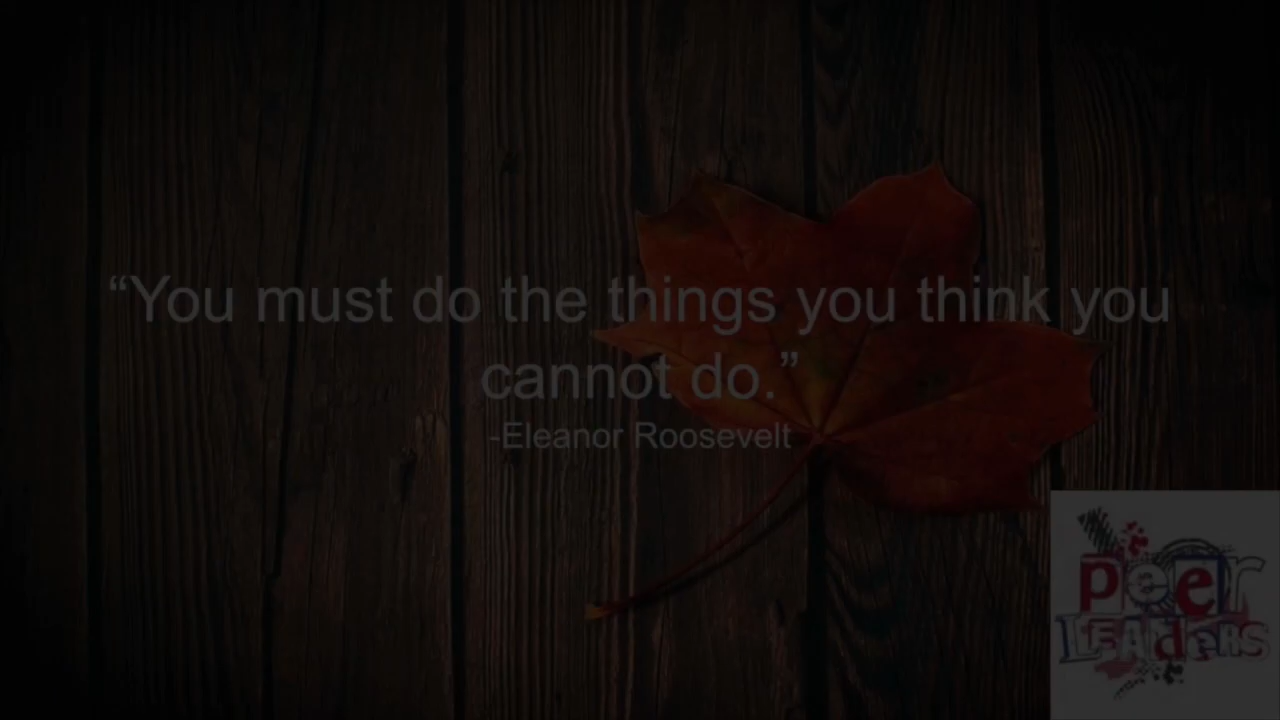 “You must do the things you think you
cannot do.”
-Eleanor Roosevelt
peer
LEAdeRS